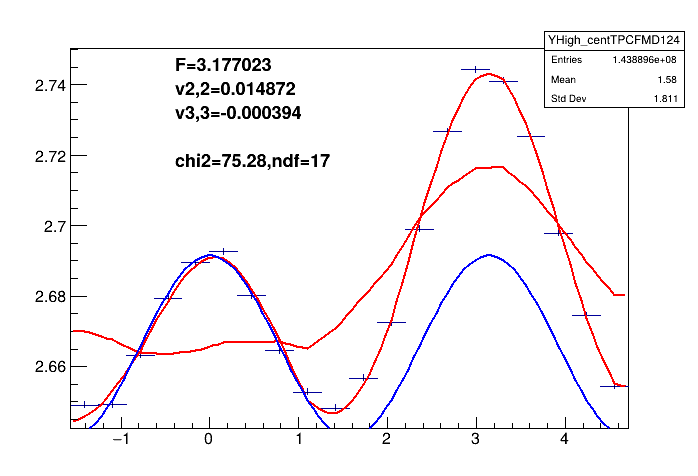 YHigh_centTPCFMD124
Entries 1.438896e+08
Mean 1.58
Std Dev 1.811
F=3.177023
v2,2=0.014872
v3,3=-0.000394
chi2=75.28,ndf=17
2.74
2.72
2.7
2.68
2.66
−1 0 1 2 3 4